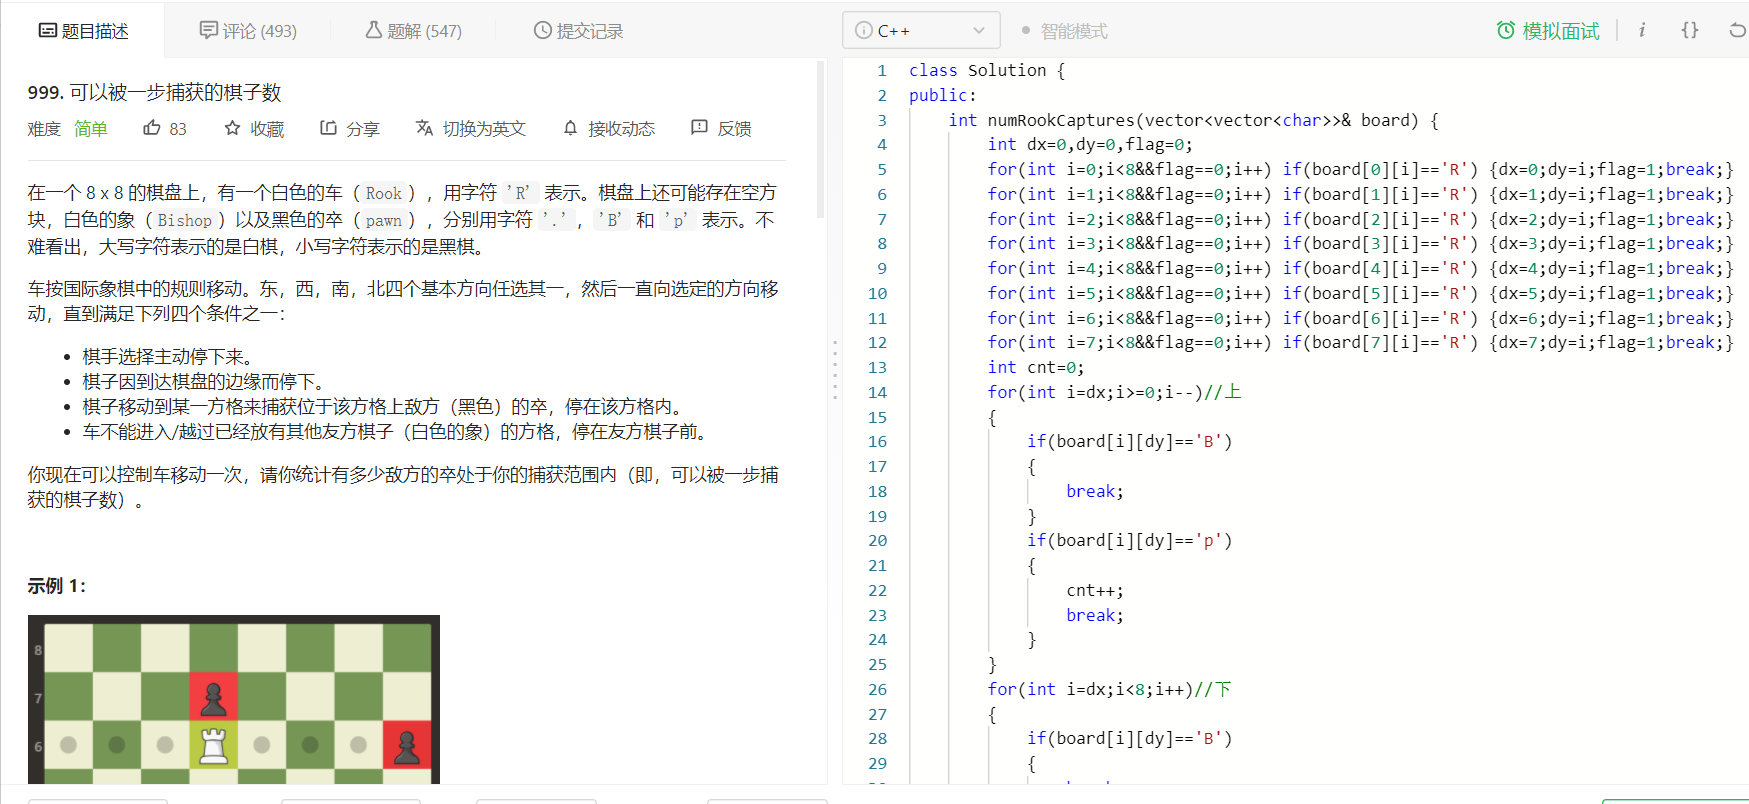 题目描述
评论 (493)
题解 (547)
提交记录
999. 可以被一步捕获的棋子数
难度 简单 83 收藏 分享 切换为英文 接收动态 反馈
在一个 8 x 8 的棋盘上，有一个白色的车（Rook），用字符 'R' 表示。棋盘上还可能存在空方
块，白色的象（Bishop）以及黑色的卒（pawn），分别用字符 '.'，'B' 和 'p' 表示。不
难看出，大写字符表示的是白棋，小写字符表示的是黑棋。
车按国际象棋中的规则移动。东，西，南，北四个基本方向任选其一，然后一直向选定的方向移
动，直到满足下列四个条件之一：
• 棋手选择主动停下来。
• 棋子因到达棋盘的边缘而停下。
• 棋子移动到某一方格来捕获位于该方格上敌方（黑色）的卒，停在该方格内。
• 车不能进入/越过已经放有其他友方棋子（白色的象）的方格，停在友方棋子前。
你现在可以控制车移动一次，请你统计有多少敌方的卒处于你的捕获范围内（即，可以被一步捕
获的棋子数）。
示例 1：
8
7
6
C++
智能模式
模拟面试
i {}
1 class Solution {
2 public:
3 int numRookCaptures(vector<vector<char>>& board) {
4 int dx=0,dy=0,flag=0;
5 for(int i=0;i<8&&flag==0;i++) if(board[0][i]=='R') {dx=0;dy=i;flag=1;break;}
6 for(int i=1;i<8&&flag==0;i++) if(board[1][i]=='R') {dx=1;dy=i;flag=1;break;}
7 for(int i=2;i<8&&flag==0;i++) if(board[2][i]=='R') {dx=2;dy=i;flag=1;break;}
8 for(int i=3;i<8&&flag==0;i++) if(board[3][i]=='R') {dx=3;dy=i;flag=1;break;}
9 for(int i=4;i<8&&flag==0;i++) if(board[4][i]=='R') {dx=4;dy=i;flag=1;break;}
10 for(int i=5;i<8&&flag==0;i++) if(board[5][i]=='R') {dx=5;dy=i;flag=1;break;}
11 for(int i=6;i<8&&flag==0;i++) if(board[6][i]=='R') {dx=6;dy=i;flag=1;break;}
12 for(int i=7;i<8&&flag==0;i++) if(board[7][i]=='R') {dx=7;dy=i;flag=1;break;}
13 int cnt=0;
14 for(int i=dx;i>=0;i--)//上
15 {
16 if(board[i][dy]=='B')
17 {
18 break;
19 }
20 if(board[i][dy]=='p')
21 {
22 cnt++;
23 break;
24 }
25 }
26 for(int i=dx;i<8;i++)//下
27 {
28 if(board[i][dy]=='B')
29 {